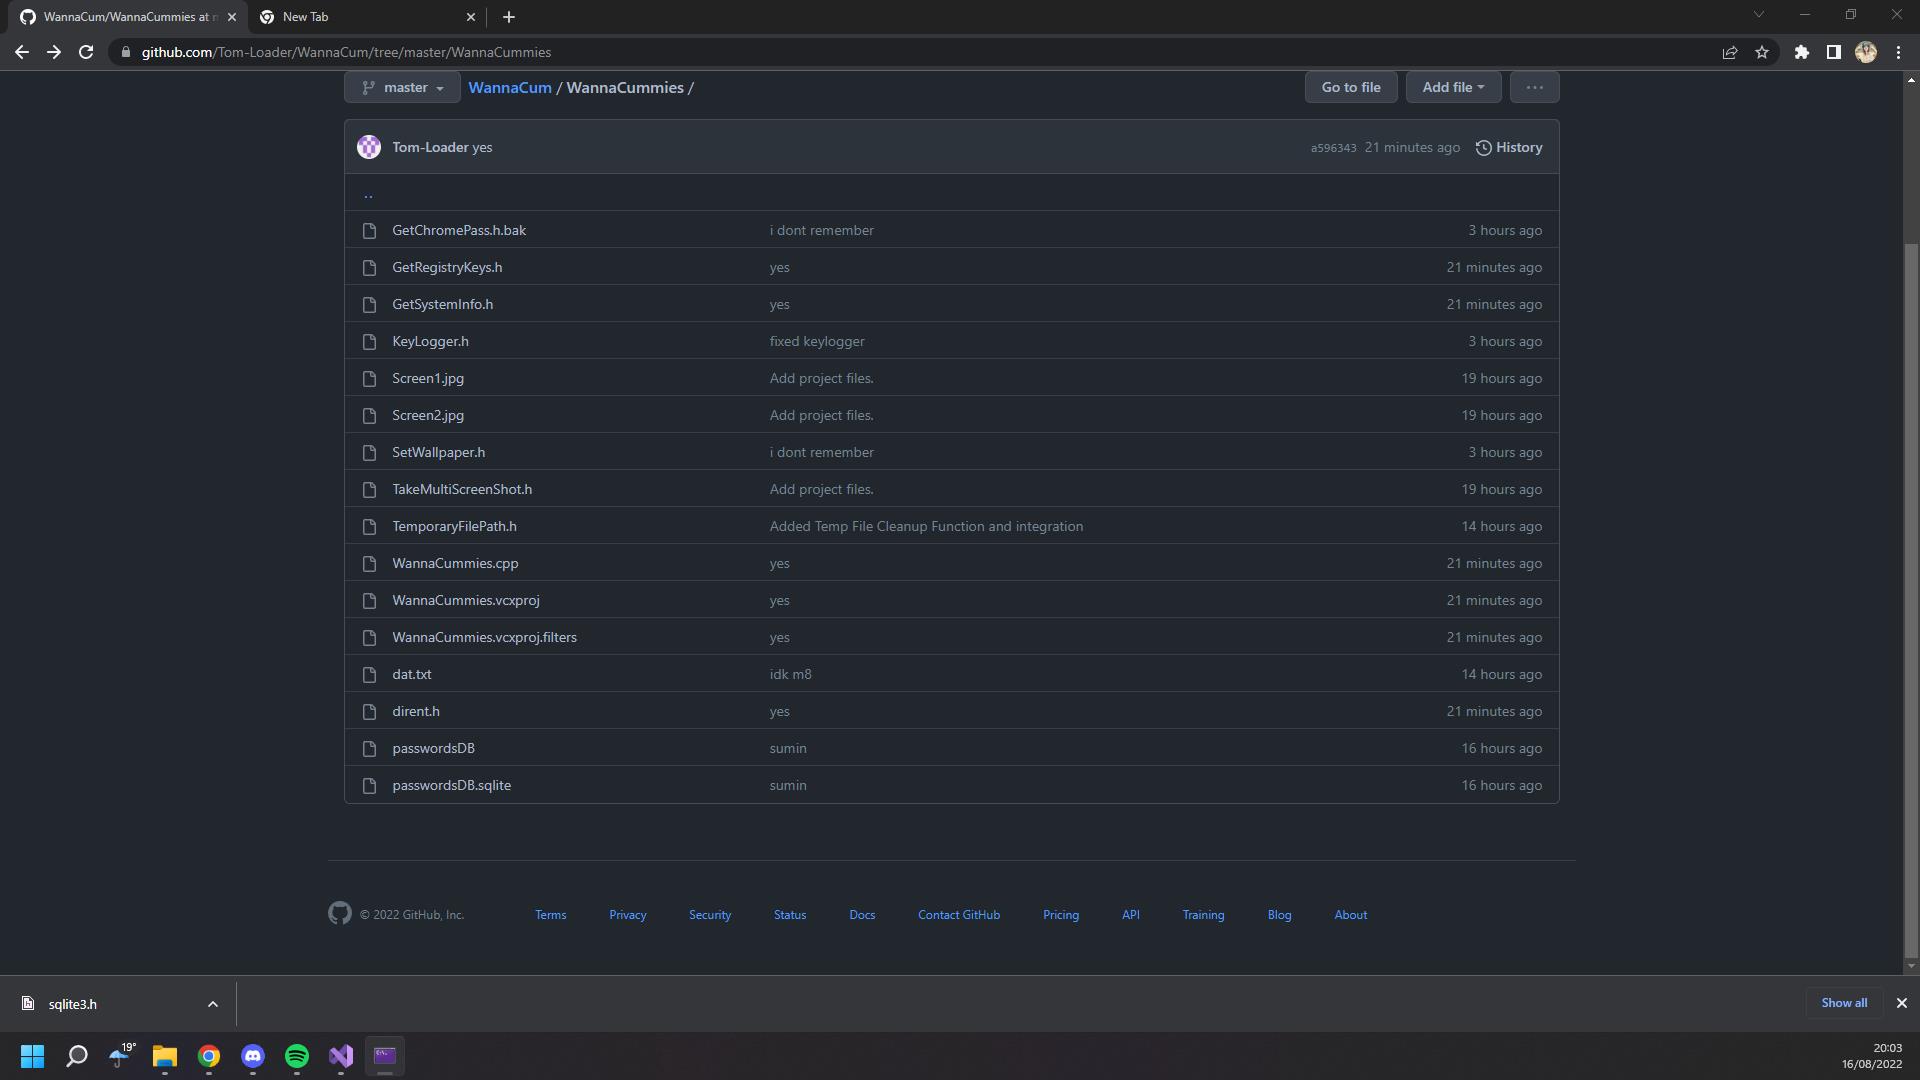 WannaCum/WannaCummies at m
New Tab
github.com/Tom-Loader/WannaCum/tree/master/WannaCummies
master
WannaCum / WannaCummies /
Go to file
Add file
...
Tom-Loader yes
a596343 21 minutes ago
History
..
GetChromePass.h.bak i dont remember 3 hours ago
GetRegistryKeys.h yes 21 minutes ago
GetSystemInfo.h yes 21 minutes ago
KeyLogger.h fixed keylogger 3 hours ago
Screen1.jpg Add project files. 19 hours ago
Screen2.jpg Add project files. 19 hours ago
SetWallpaper.h i dont remember 3 hours ago
TakeMultiScreenShot.h Add project files. 19 hours ago
TemporaryFilePath.h Added Temp File Cleanup Function and integration 14 hours ago
WannaCummies.cpp yes 21 minutes ago
WannaCummies.vcxproj yes 21 minutes ago
WannaCummies.vcxproj.filters yes 21 minutes ago
dat.txt idk m8 14 hours ago
dirent.h yes 21 minutes ago
passwordsDB sumin 16 hours ago
passwordsDB.sqlite sumin 16 hours ago
© 2022 GitHub, Inc. Terms Privacy Security Status Docs Contact GitHub Pricing API Training Blog About
sqlite3.h
Show all
19°
20:03
16/08/2022